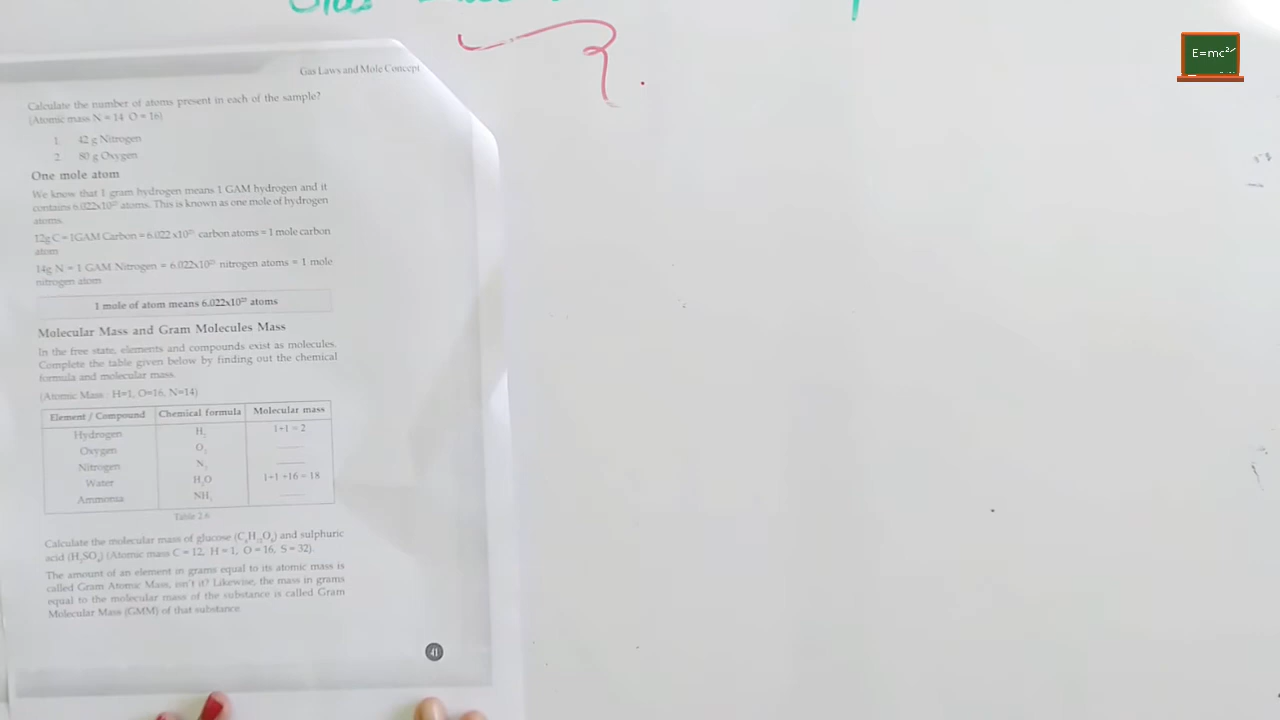 E=mc²
Gas Laws and Mole Concept
Calculate the number of atoms present in each of the sample?
(Atomic mass N = 14 O = 16)
1. 42 g Nitrogen
2. 80 g Oxygen
One mole atom
We know that 1 gram hydrogen means 1 GAM hydrogen and it
contains 6.022x10²³ atoms. This is known as one mole of hydrogen
atoms.
12g C = 1GAM Carbon = 6.022 x10²³ carbon atoms = 1 mole carbon
atom
14g N = 1 GAM Nitrogen = 6.022x10²³ nitrogen atoms = 1 mole
nitrogen atom
1 mole of atom means 6.022x10²³ atoms
Molecular Mass and Gram Molecules Mass
In the free state, elements and compounds exist as molecules.
Complete the table given below by finding out the chemical
formula and molecular mass.
(Atomic Mass : H=1, O=16, N=14)
Element / Compound Chemical formula Molecular mass
Hydrogen H₂ 1+1 = 2
Oxygen O₂
Nitrogen N₂
Water H₂O 1+1 +16 = 18
Ammonia NH₃
Table 2.6
Calculate the molecular mass of glucose (C₆H₁₂O₆) and sulphuric
acid (H₂SO₄) (Atomic mass C = 12, H = 1, O = 16, S = 32).
The amount of an element in grams equal to its atomic mass is
called Gram Atomic Mass, isn't it? Likewise, the mass in grams
equal to the molecular mass of the substance is called Gram
Molecular Mass (GMM) of that substance.
41